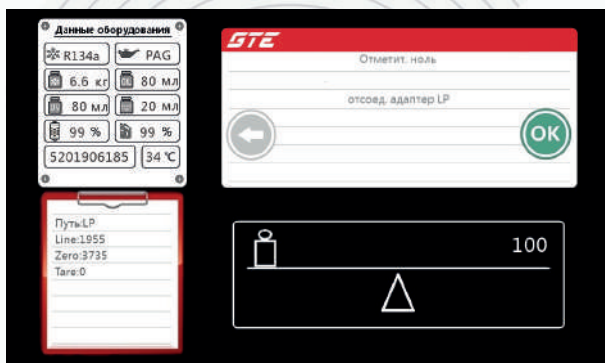 Данные оборудования
R134a PAG
6.6 кг 80 мл
80 мл 20 мл
99 % 99 %
5201906185 34 ℃
GTE
Отметит. ноль
отсоед. адаптер LP
OK
Путь:LP
Line:1955
Zero:3735
Tare:0
100